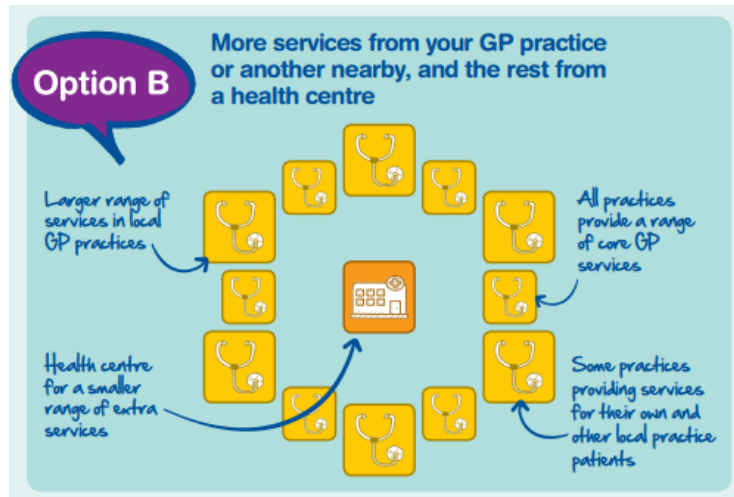 Option B
More services from your GP practice
or another nearby, and the rest from
a health centre
Larger range of
services in local
GP practices
All practices
provide a range
of core GP
services
Health centre
for a smaller
range of extra
services
Some practices
providing services
for their own and
other local practice
patients